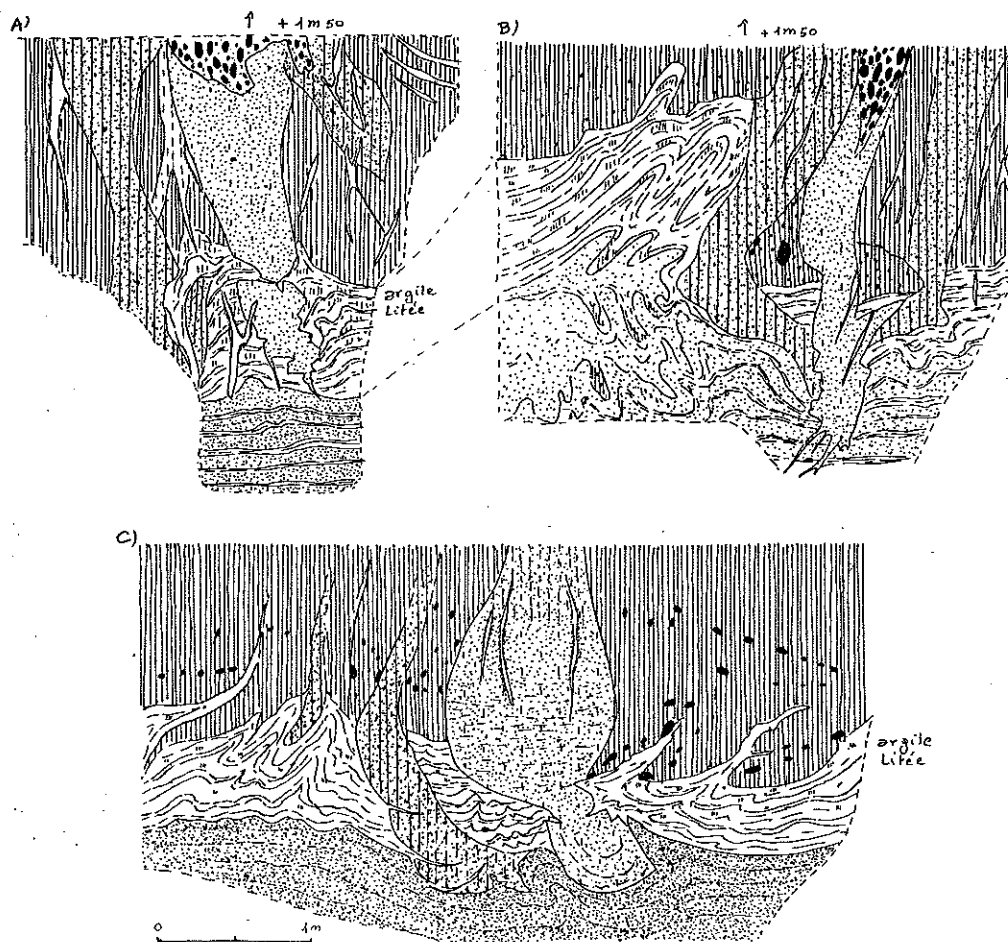 A)
↑ + 1m50
B)
↑ + 1m50
argile
Litée
C)
argile
Litée
0 1m